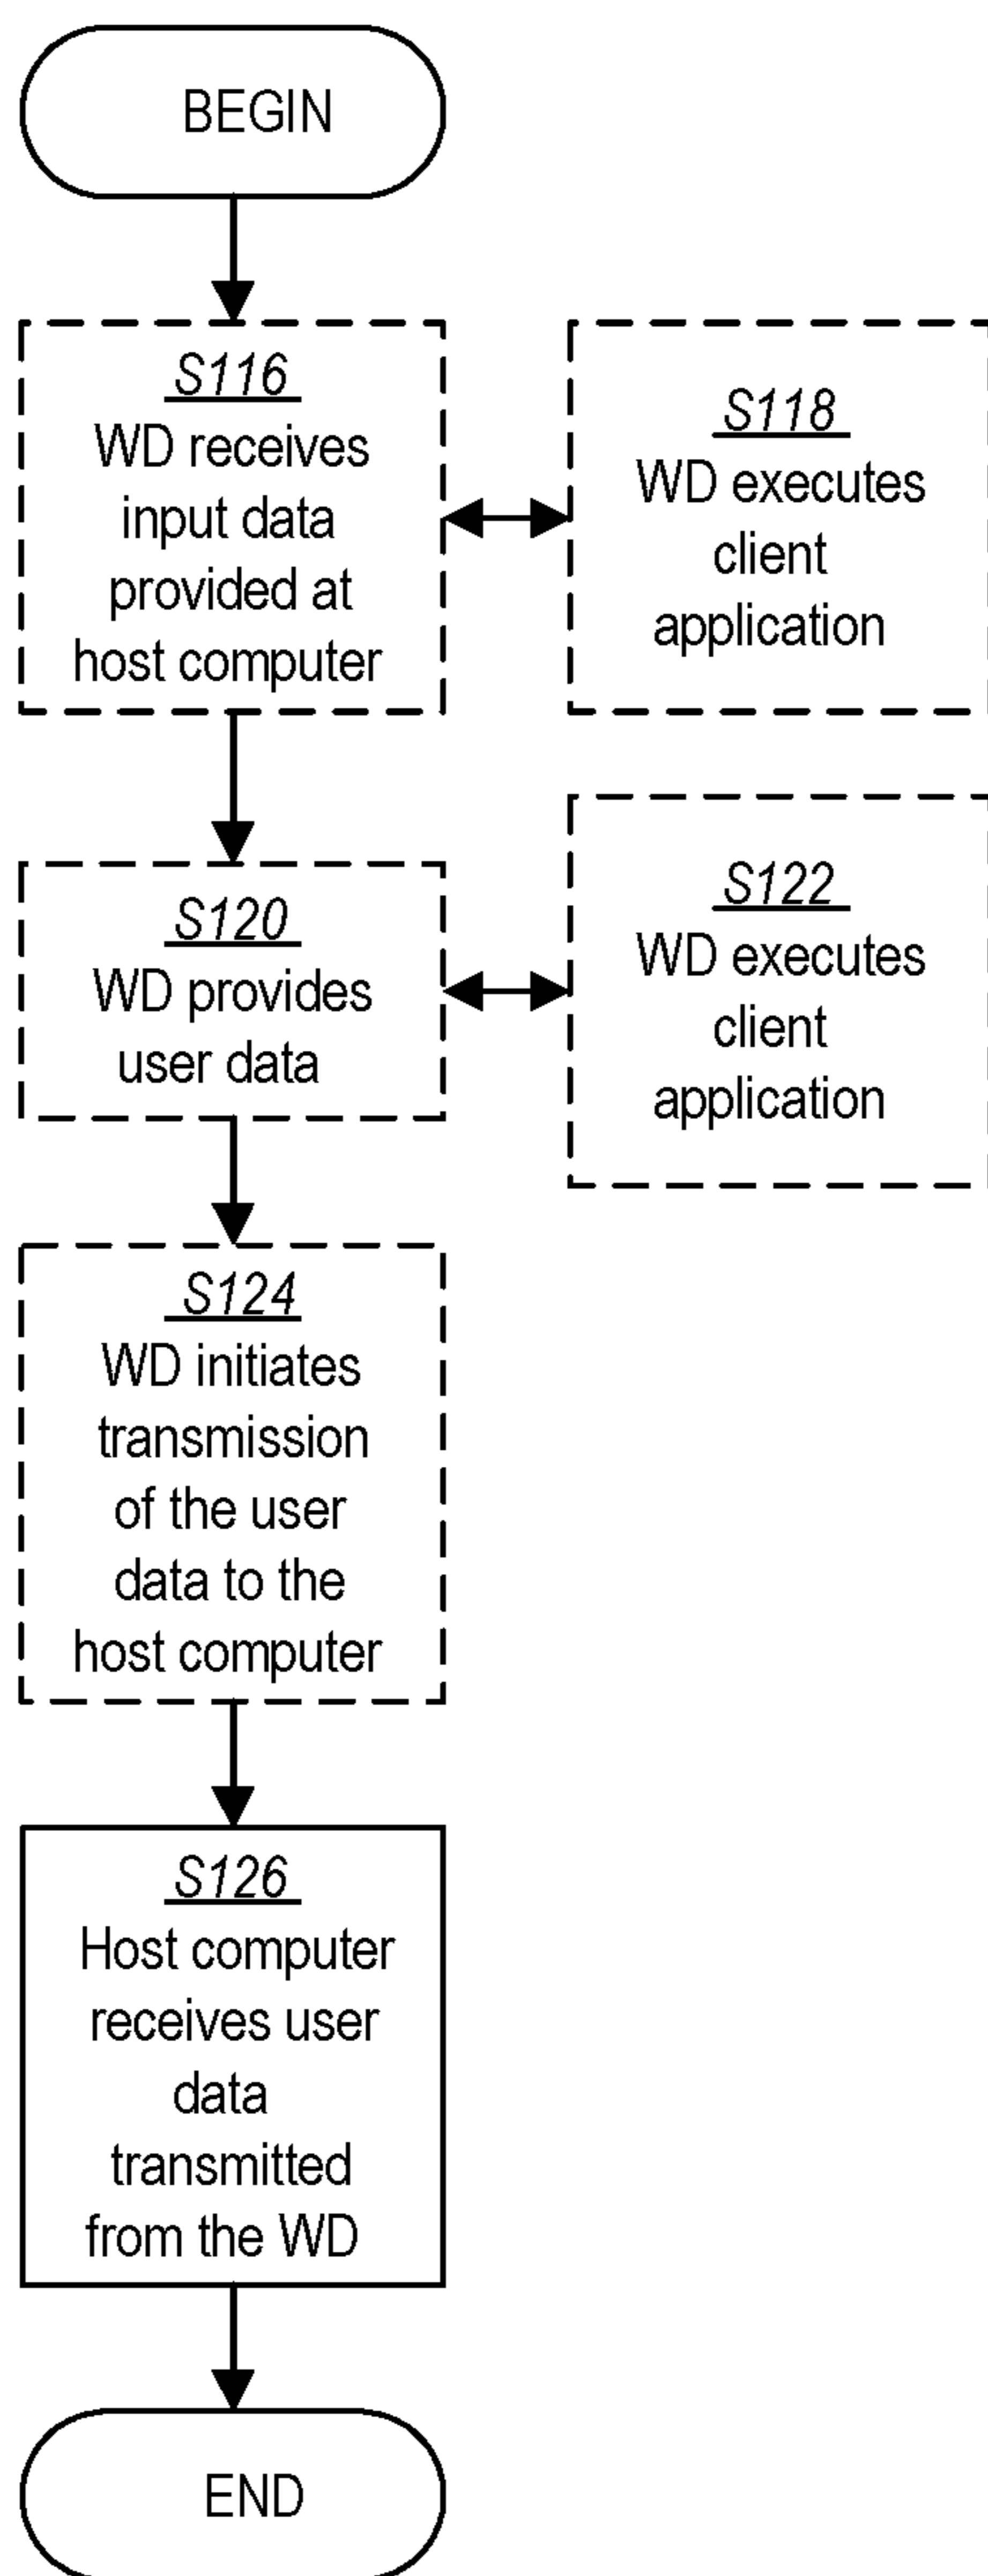 BEGIN
S116
WD receives
input data
provided at
host computer
S118
WD executes
client
application
S120
WD provides
user data
S122
WD executes
client
application
S124
WD initiates
transmission
of the user
data to the
host computer
S126
Host computer
receives user
data
transmitted
from the WD
END